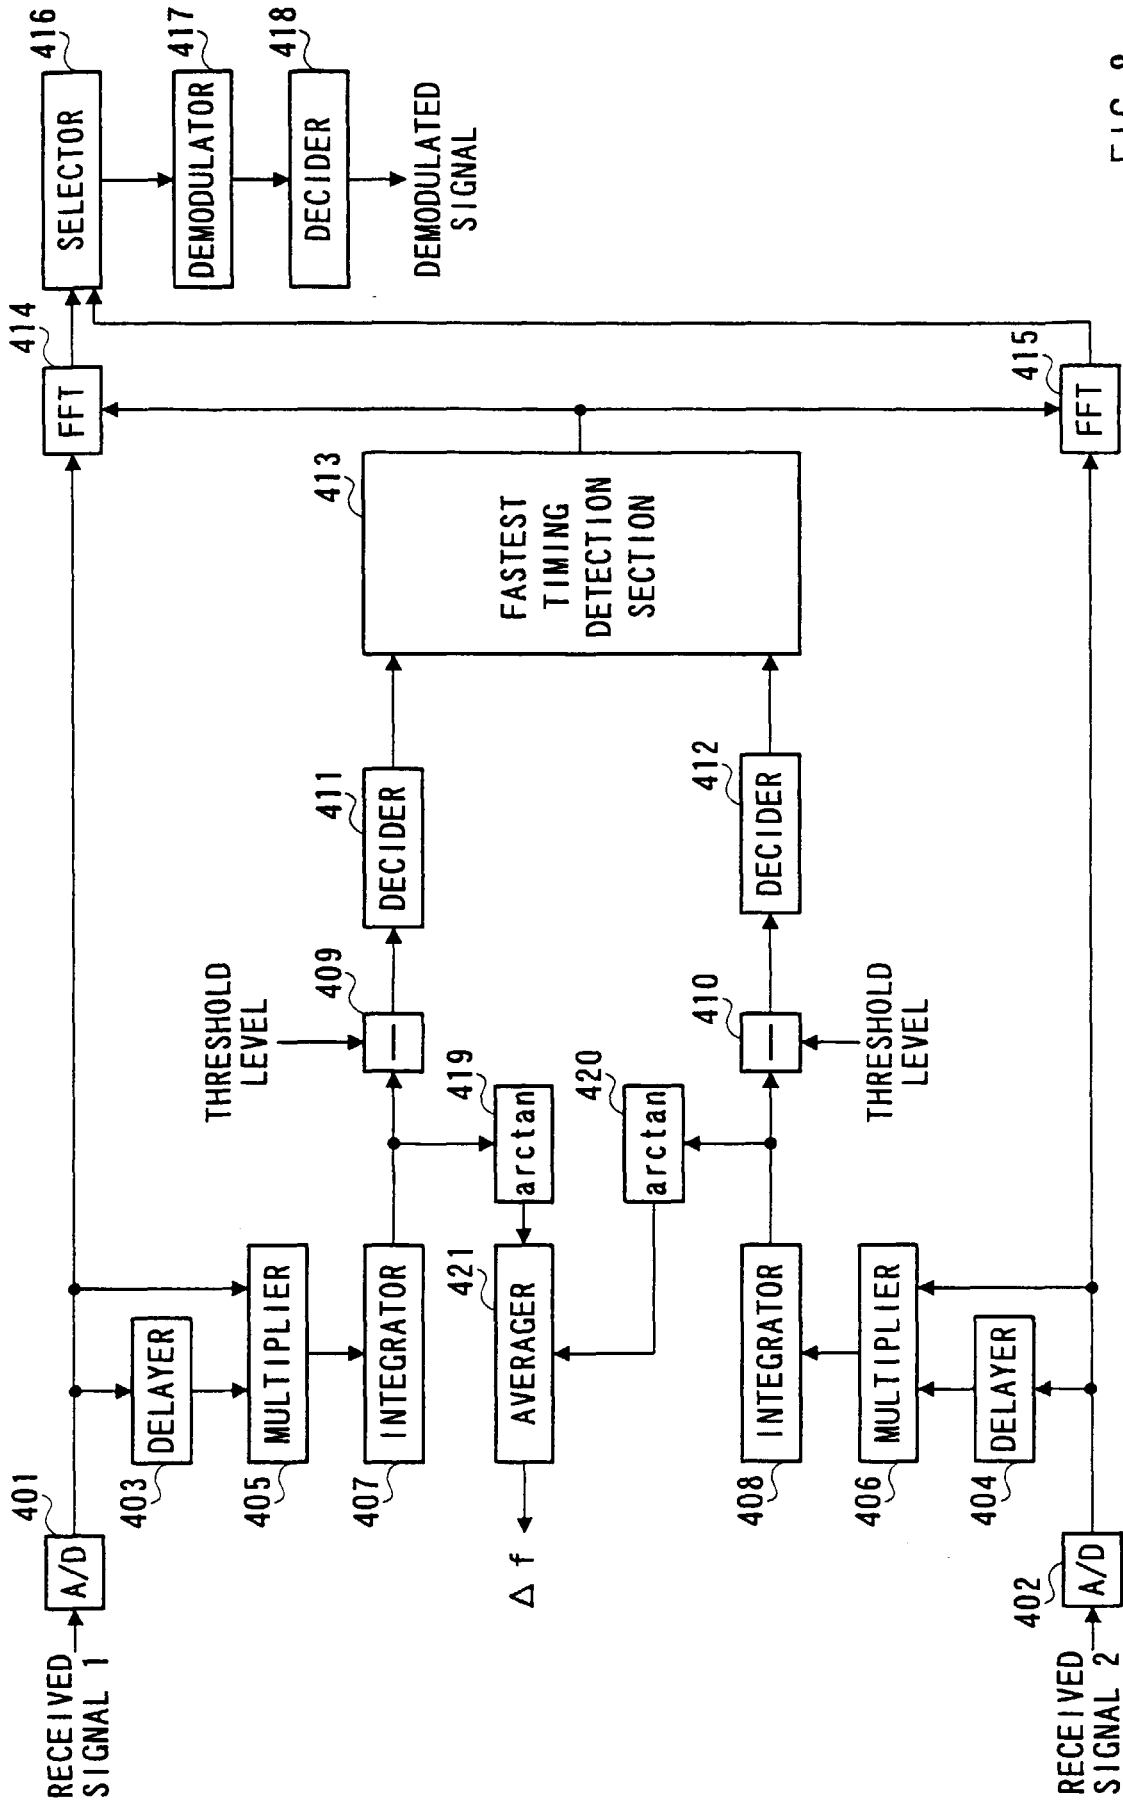 RECEIVED
SIGNAL 1
A/D
401
DELAYER
403
MULTIPLIER
405
INTEGRATOR
407
THRESHOLD
LEVEL
409
—
DECIDER
411
arctan
419
AVERAGER
421
Δf
arctan
420
FASTEST
TIMING
DETECTION
SECTION
413
FFT
414
SELECTOR
416
DEMODULATOR
417
DECIDER
418
DEMODULATED
SIGNAL
INTEGRATOR
408
—
410
THRESHOLD
LEVEL
DECIDER
412
MULTIPLIER
406
DELAYER
404
RECEIVED
SIGNAL 2
A/D
402
FFT
415